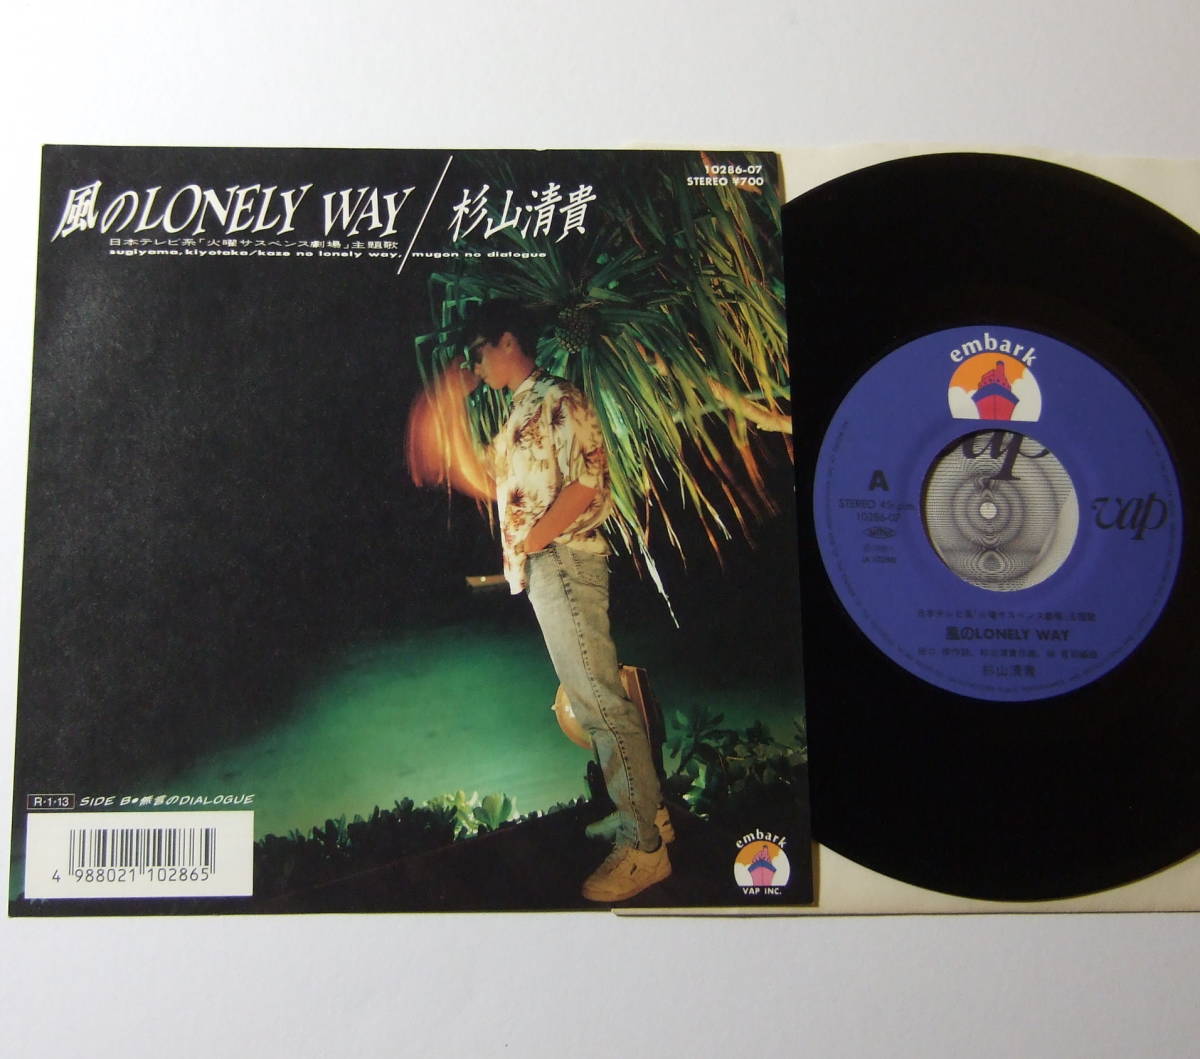 10286-07
STEREO ¥700
風のLONELY WAY/杉山清貴
日本テレビ系「火曜サスペンス劇場」主題歌
sugiyama, kiyotaka/kaze no lonely way, mugon no dialogue
R・1・13 SIDE B●無言のDIALOGUE
4 988021 102865
embark
VAP INC.
embark
vap
A
STEREO 45r.p.m.
10286-07
vap
日本テレビ系「火曜サスペンス劇場」主題歌
風のLONELY WAY
杉山清貴